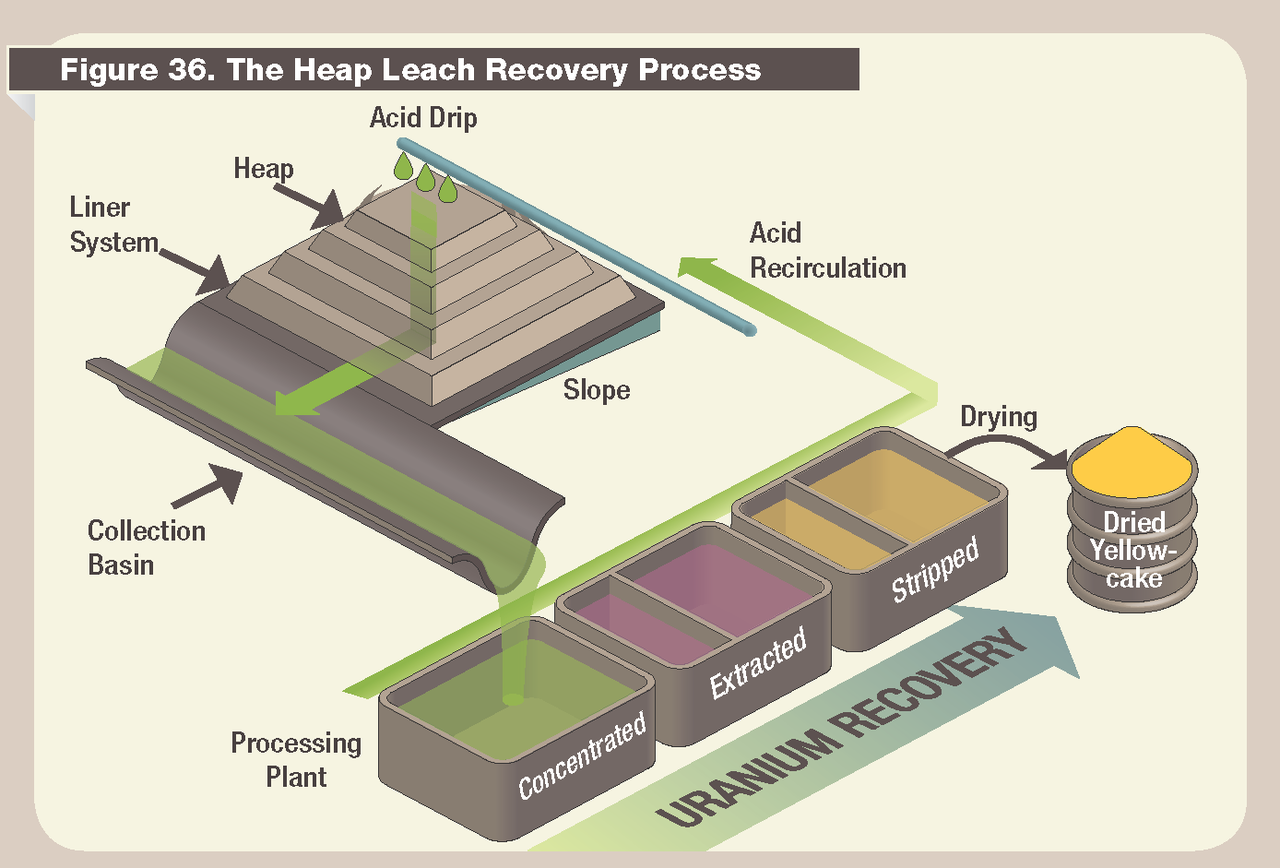 Figure 36. The Heap Leach Recovery Process
Acid Drip
Heap
Liner
System
Acid
Recirculation
Slope
Drying
Collection
Basin
Dried
Yellow-
cake
Stripped
Extracted
Concentrated
Processing
Plant
URANIUM RECOVERY